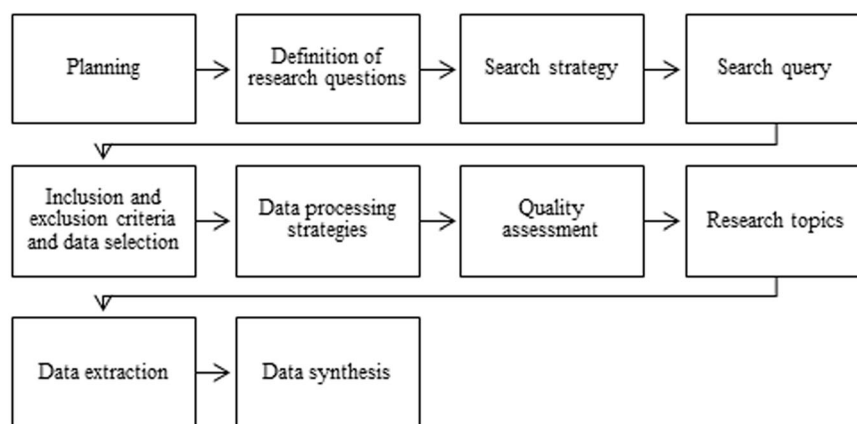 Planning
Definition of
research questions
Search strategy
Search query
Inclusion and
exclusion criteria
and data selection
Data processing
strategies
Quality
assessment
Research topics
Data extraction
Data synthesis